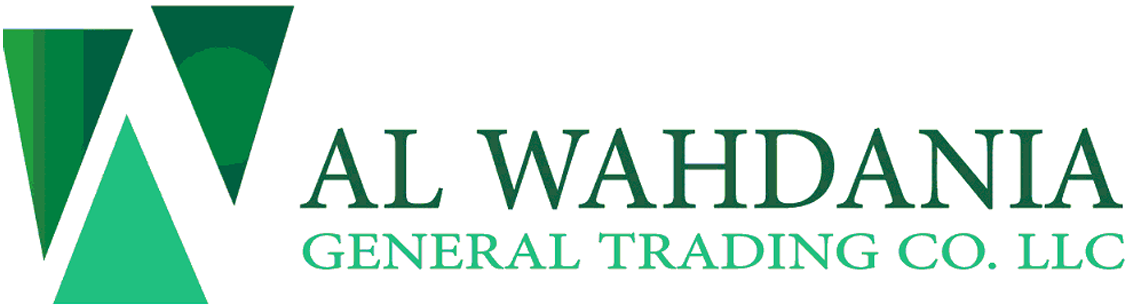 AL WAHDANIA
GENERAL TRADING CO. LLC